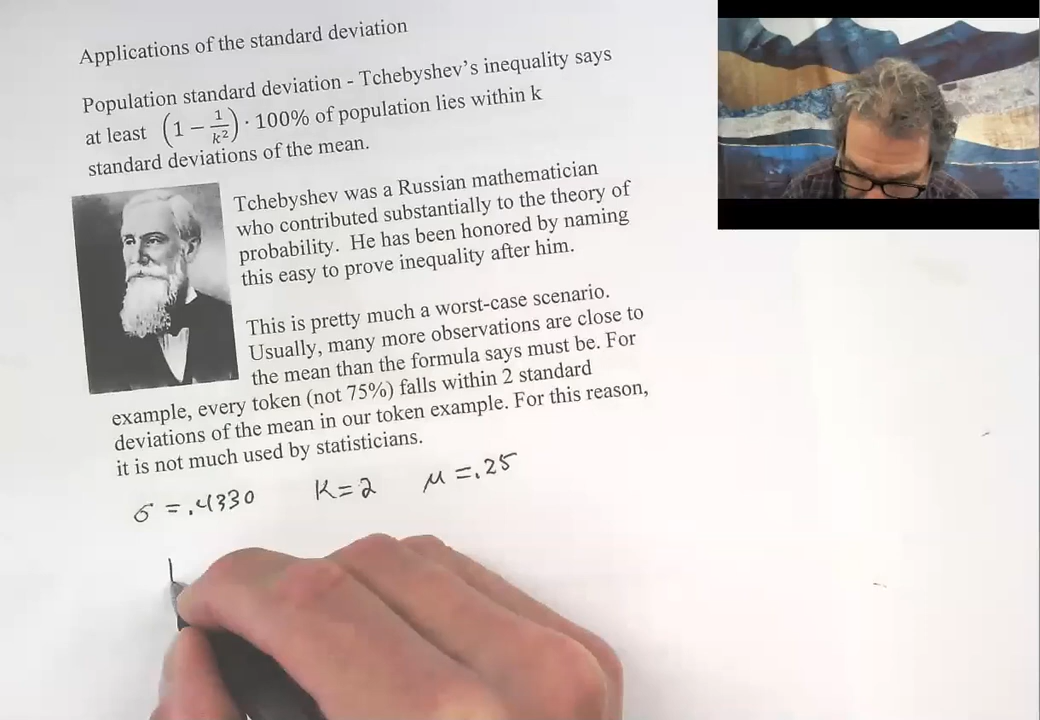 Applications of the standard deviation
Population standard deviation - Tchebyshev's inequality says
at least (1 − 1/k²) · 100% of population lies within k
standard deviations of the mean.
Tchebyshev was a Russian mathematician
who contributed substantially to the theory of
probability. He has been honored by naming
this easy to prove inequality after him.
This is pretty much a worst-case scenario.
Usually, many more observations are close to
the mean than the formula says must be. For
example, every token (not 75%) falls within 2 standard
deviations of the mean in our token example. For this reason,
it is not much used by statisticians.
σ = .4330 K=2 μ =.25